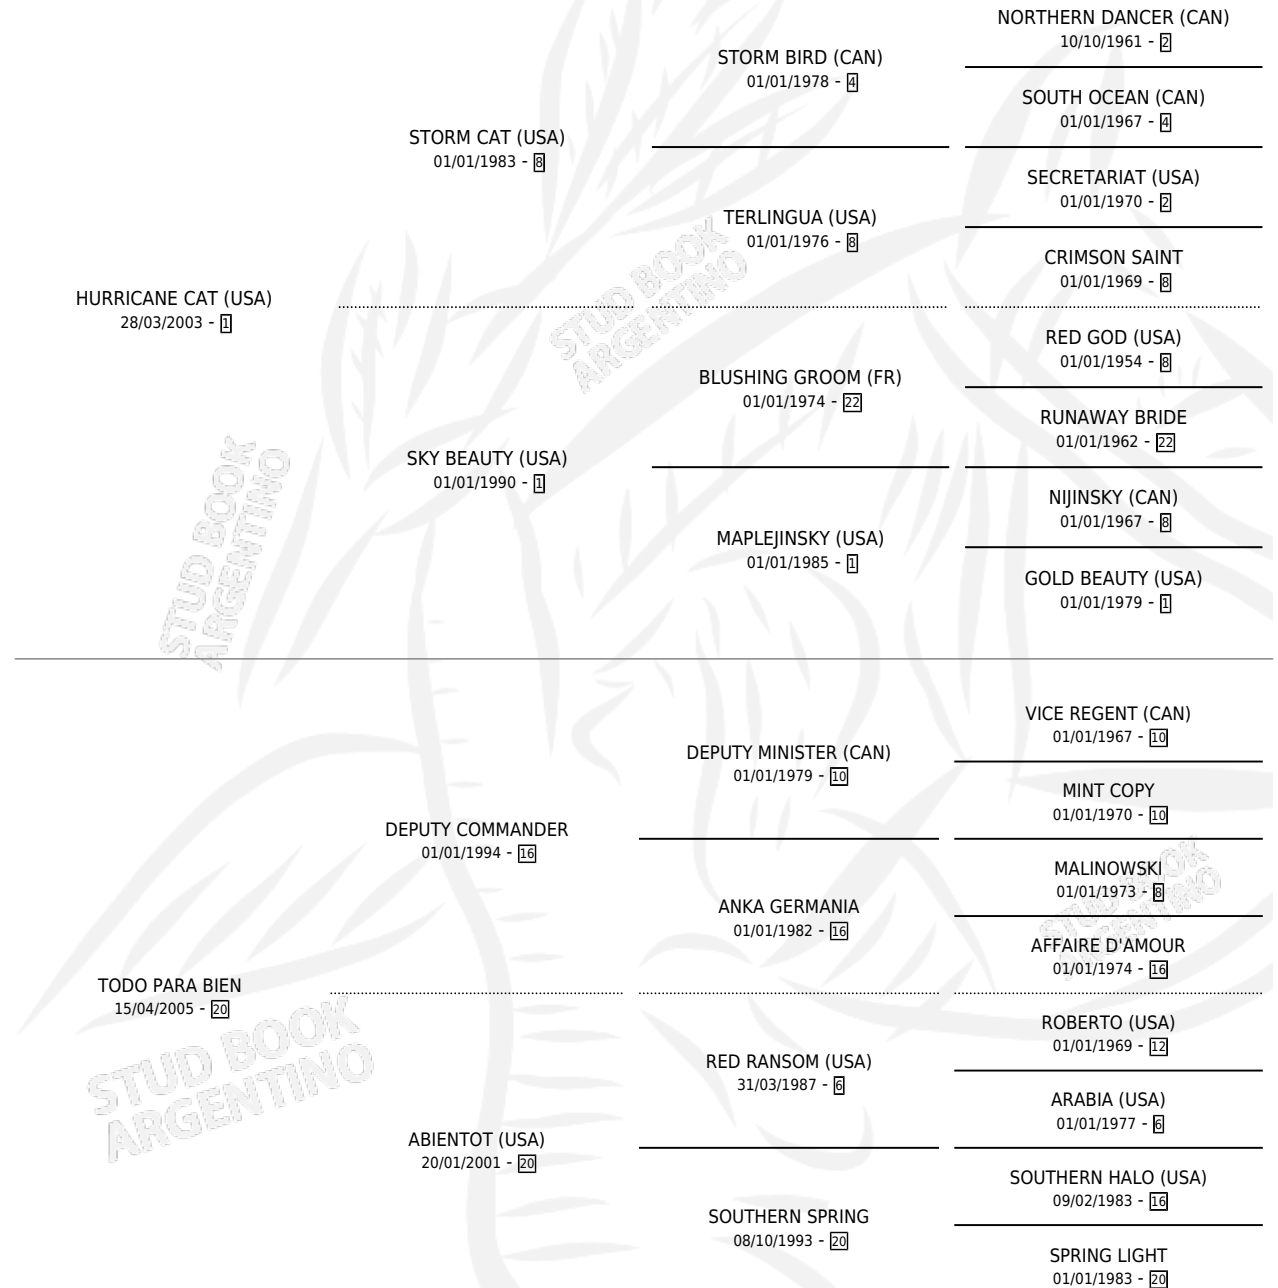 NORTHERN DANCER (CAN)
10/10/1961 - 2
STORM BIRD (CAN)
01/01/1978 - 4
SOUTH OCEAN (CAN)
01/01/1967 - 4
STORM CAT (USA)
01/01/1983 - 8
SECRETARIAT (USA)
01/01/1970 - 2
TERLINGUA (USA)
01/01/1976 - 8
CRIMSON SAINT
01/01/1969 - 8
HURRICANE CAT (USA)
28/03/2003 - 1
RED GOD (USA)
01/01/1954 - 8
BLUSHING GROOM (FR)
01/01/1974 - 22
RUNAWAY BRIDE
01/01/1962 - 22
SKY BEAUTY (USA)
01/01/1990 - 1
NIJINSKY (CAN)
01/01/1967 - 8
MAPLEJINSKY (USA)
01/01/1985 - 1
GOLD BEAUTY (USA)
01/01/1979 - 1
STUD BOOK
ARGENTINO
STUD BOOK
ARGENTINO
VICE REGENT (CAN)
01/01/1967 - 10
DEPUTY MINISTER (CAN)
01/01/1979 - 10
MINT COPY
01/01/1970 - 10
DEPUTY COMMANDER
01/01/1994 - 16
MALINOWSKI
01/01/1973 - 8
ANKA GERMANIA
01/01/1982 - 16
AFFAIRE D'AMOUR
01/01/1974 - 16
TODO PARA BIEN
15/04/2005 - 20
ROBERTO (USA)
01/01/1969 - 12
RED RANSOM (USA)
31/03/1987 - 6
ARABIA (USA)
01/01/1977 - 6
ABIENTOT (USA)
20/01/2001 - 20
SOUTHERN HALO (USA)
09/02/1983 - 16
SOUTHERN SPRING
08/10/1993 - 20
SPRING LIGHT
01/01/1983 - 20
STUD BOOK
ARGENTINO
STUD BOOK
ARGENTINO